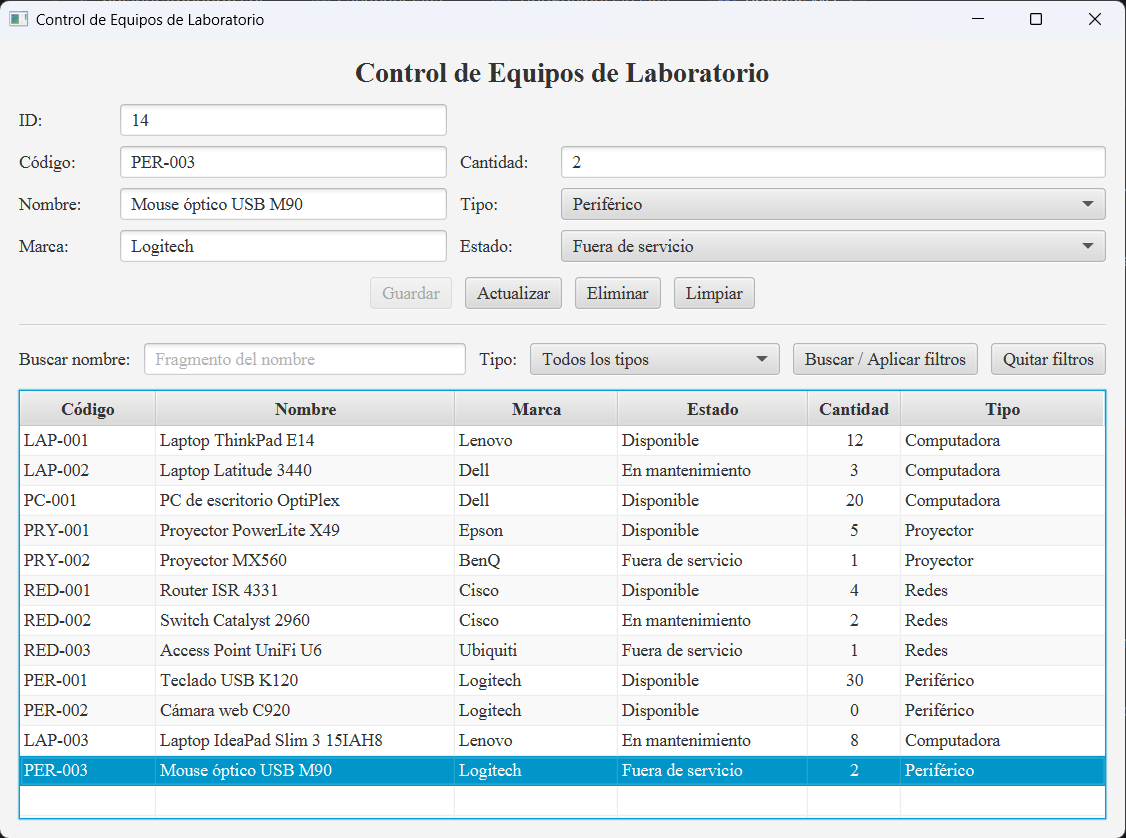 Control de Equipos de Laboratorio
Control de Equipos de Laboratorio
ID: 14
Código: PER-003 Cantidad: 2
Nombre: Mouse óptico USB M90 Tipo: Periférico
Marca: Logitech Estado: Fuera de servicio
Guardar Actualizar Eliminar Limpiar
Buscar nombre: Fragmento del nombre Tipo: Todos los tipos Buscar / Aplicar filtros Quitar filtros
Código Nombre Marca Estado Cantidad Tipo
LAP-001 Laptop ThinkPad E14 Lenovo Disponible 12 Computadora
LAP-002 Laptop Latitude 3440 Dell En mantenimiento 3 Computadora
PC-001 PC de escritorio OptiPlex Dell Disponible 20 Computadora
PRY-001 Proyector PowerLite X49 Epson Disponible 5 Proyector
PRY-002 Proyector MX560 BenQ Fuera de servicio 1 Proyector
RED-001 Router ISR 4331 Cisco Disponible 4 Redes
RED-002 Switch Catalyst 2960 Cisco En mantenimiento 2 Redes
RED-003 Access Point UniFi U6 Ubiquiti Fuera de servicio 1 Redes
PER-001 Teclado USB K120 Logitech Disponible 30 Periférico
PER-002 Cámara web C920 Logitech Disponible 0 Periférico
LAP-003 Laptop IdeaPad Slim 3 15IAH8 Lenovo En mantenimiento 8 Computadora
PER-003 Mouse óptico USB M90 Logitech Fuera de servicio 2 Periférico